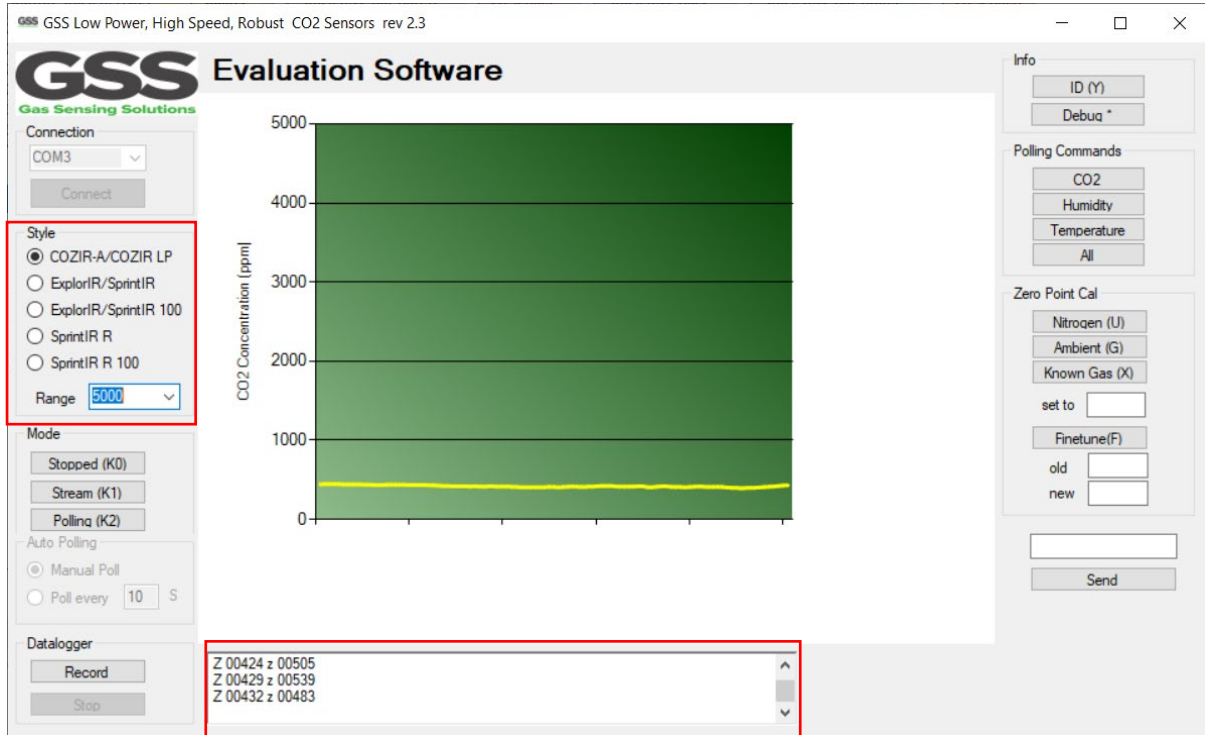 GSS GSS Low Power, High Speed, Robust CO2 Sensors rev 2.3
GSS
Gas Sensing Solutions
Evaluation Software
Connection
COM3
Connect
Style
COZIR-A/COZIR LP
ExplorIR/SprintIR
ExplorIR/SprintIR 100
SprintIR R
SprintIR R 100
Range 5000
Mode
Stopped (K0)
Stream (K1)
Polling (K2)
Auto Polling
Manual Poll
Poll every 10 S
Datalogger
Record
Stop
CO2 Concentration [ppm]
5000
4000
3000
2000
1000
0
Z 00424 z 00505
Z 00429 z 00539
Z 00432 z 00483
Info
ID (Y)
Debug *
Polling Commands
CO2
Humidity
Temperature
All
Zero Point Cal
Nitrogen (U)
Ambient (G)
Known Gas (X)
set to
Finetune(F)
old
new
Send